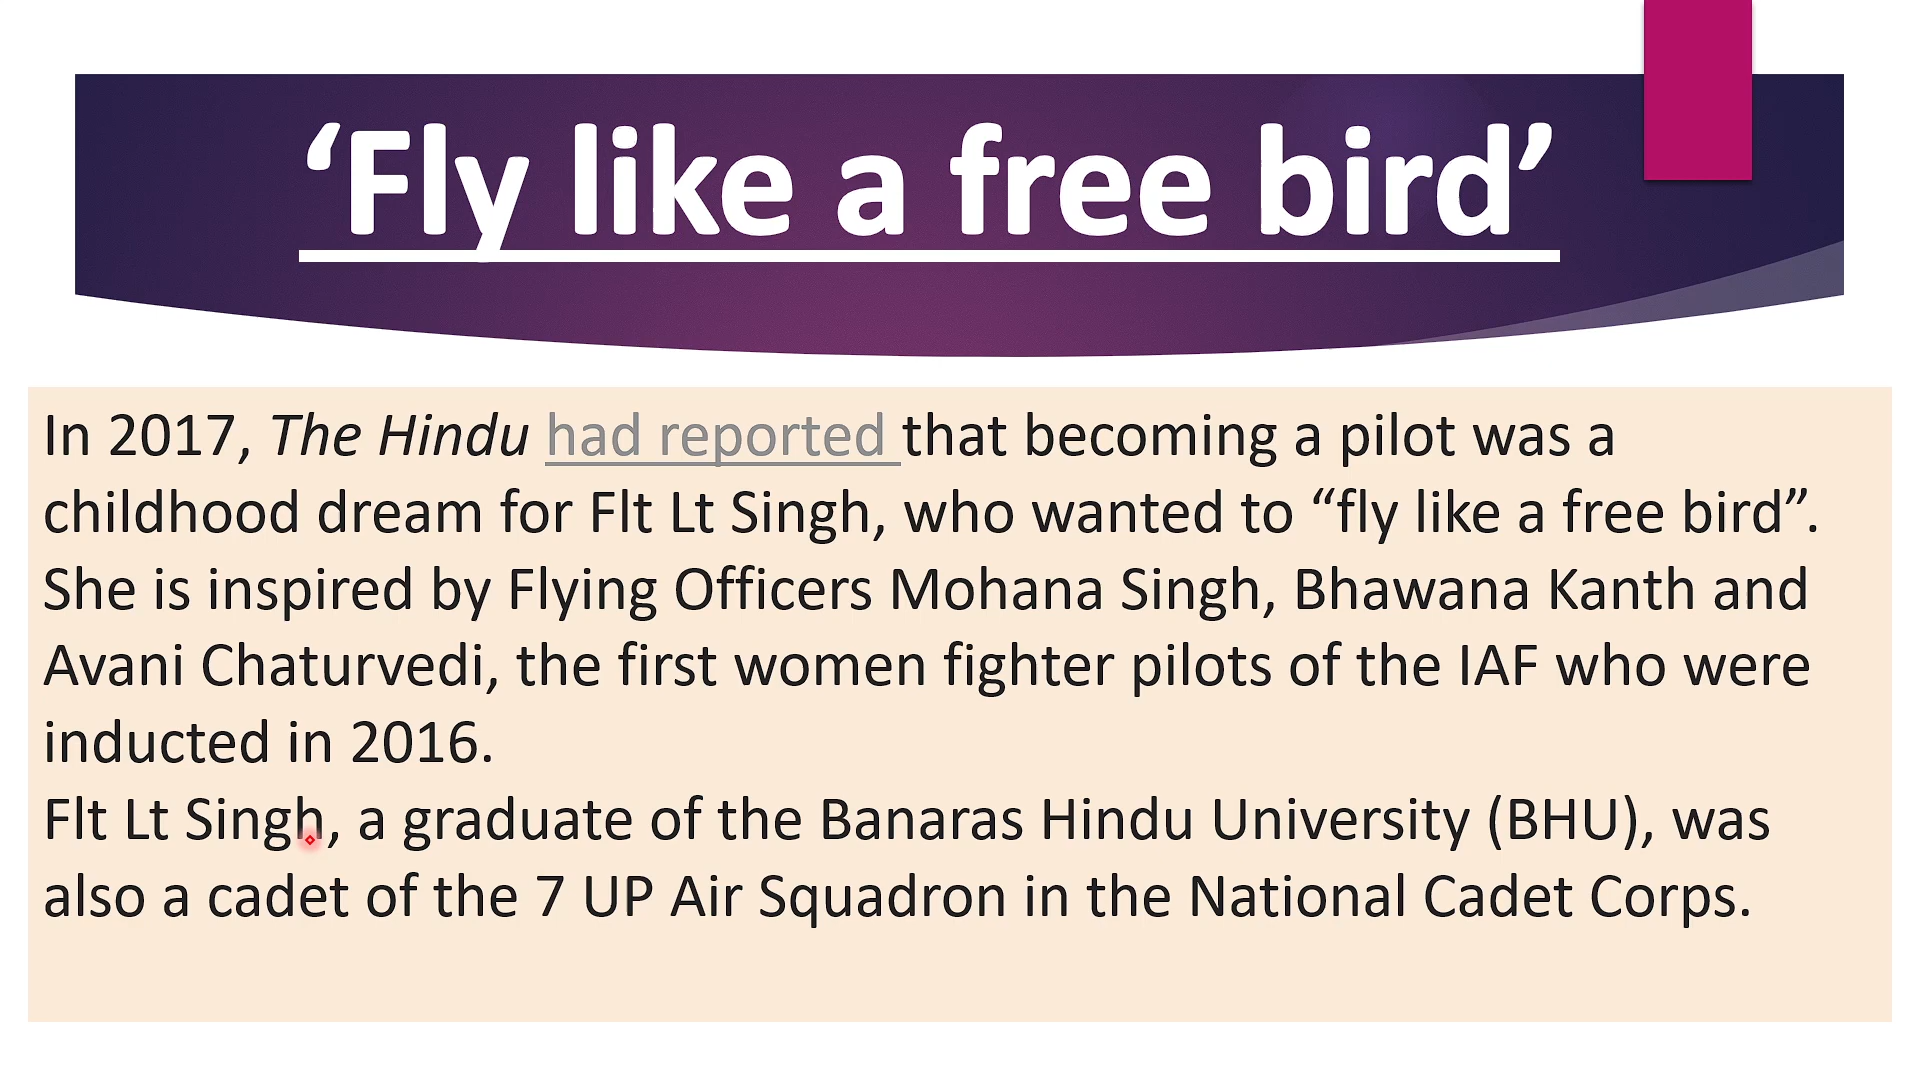 ‘Fly like a free bird’
In 2017, The Hindu had reported that becoming a pilot was a
childhood dream for Flt Lt Singh, who wanted to “fly like a free bird”.
She is inspired by Flying Officers Mohana Singh, Bhawana Kanth and
Avani Chaturvedi, the first women fighter pilots of the IAF who were
inducted in 2016.
Flt Lt Singh, a graduate of the Banaras Hindu University (BHU), was
also a cadet of the 7 UP Air Squadron in the National Cadet Corps.